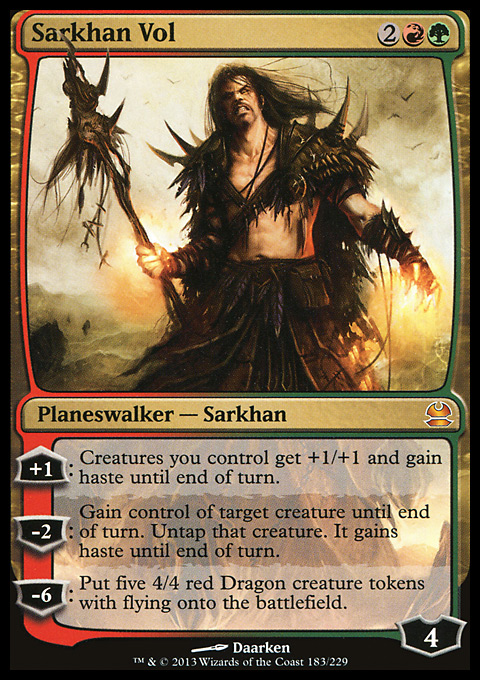 Sarkhan Vol 2
Planeswalker — Sarkhan
+1 : Creatures you control get +1/+1 and gain
haste until end of turn.
-2 : Gain control of target creature until end
of turn. Untap that creature. It gains
haste until end of turn.
-6 : Put five 4/4 red Dragon creature tokens
with flying onto the battlefield.
4
Daarken
™ & © 2013 Wizards of the Coast 183/229